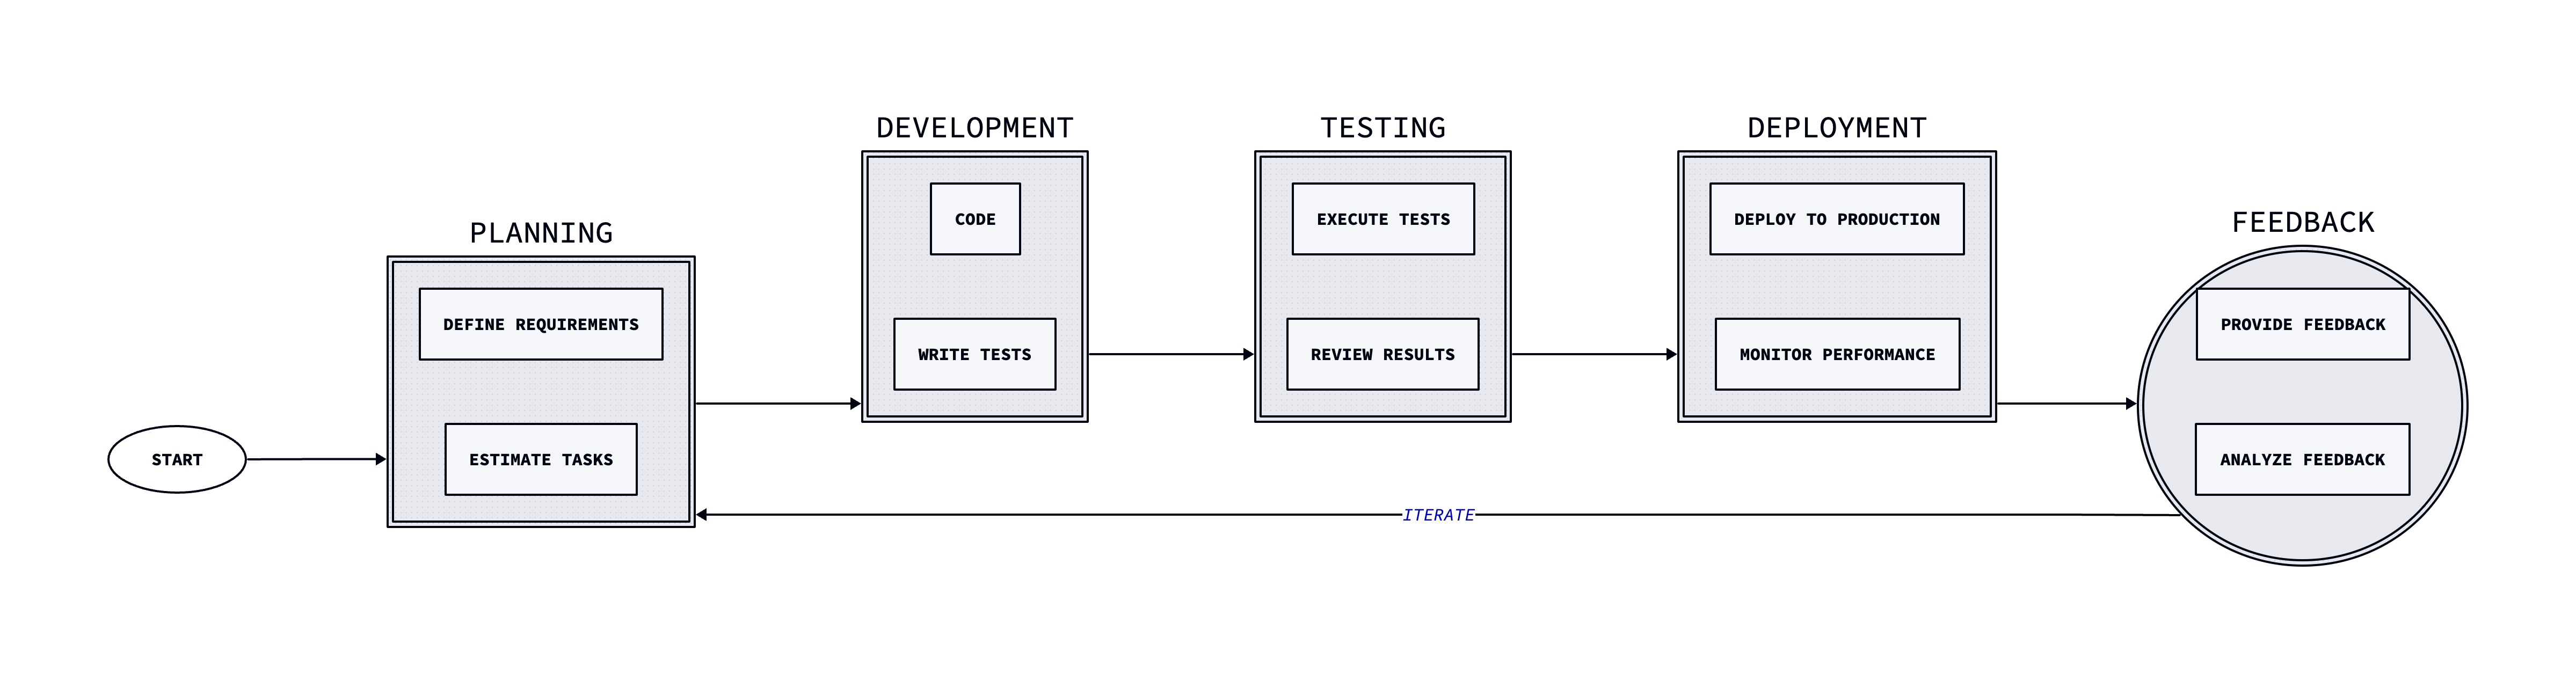 START
PLANNING
DEFINE REQUIREMENTS
ESTIMATE TASKS
DEVELOPMENT
CODE
WRITE TESTS
TESTING
EXECUTE TESTS
REVIEW RESULTS
DEPLOYMENT
DEPLOY TO PRODUCTION
MONITOR PERFORMANCE
FEEDBACK
PROVIDE FEEDBACK
ANALYZE FEEDBACK
ITERATE